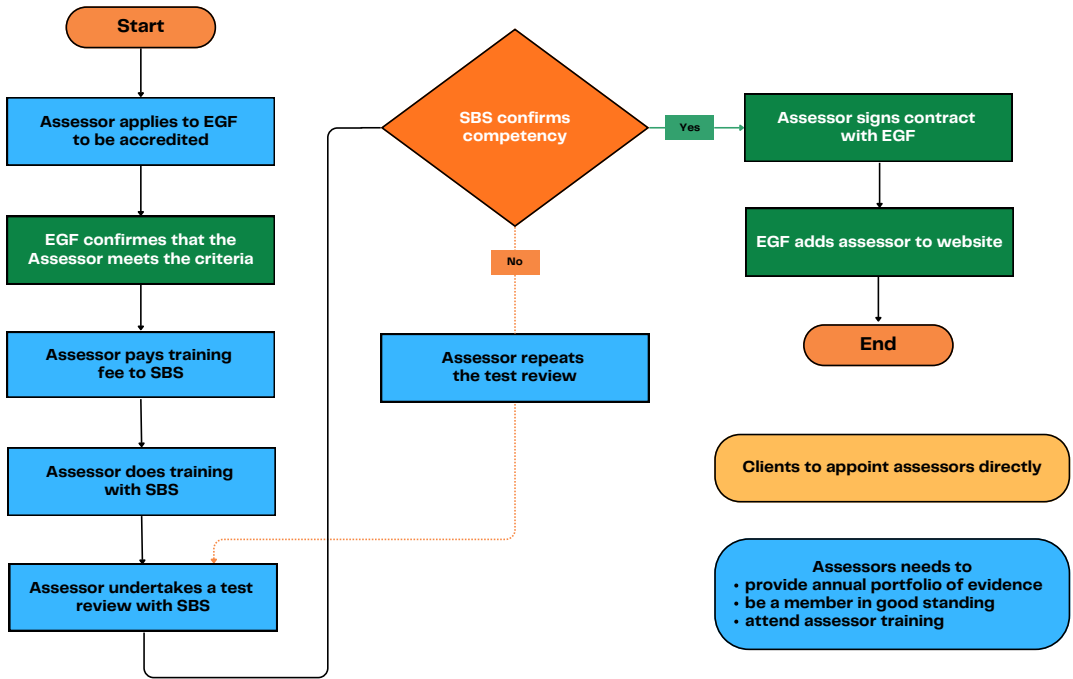 Start
Assessor applies to EGF
to be accredited
EGF confirmes that the
Assessor meets the criteria
Assessor pays training
fee to SBS
Assessor does training
with SBS
Assessor undertakes a test
review with SBS
SBS confirms
competency
Yes
No
Assessor repeats
the test review
Assessor signs contract
with EGF
EGF adds assessor to website
End
Clients to appoint assessors directly
Assessors needs to
• provide annual portfolio of evidence
• be a member in good standing
• attend assessor training